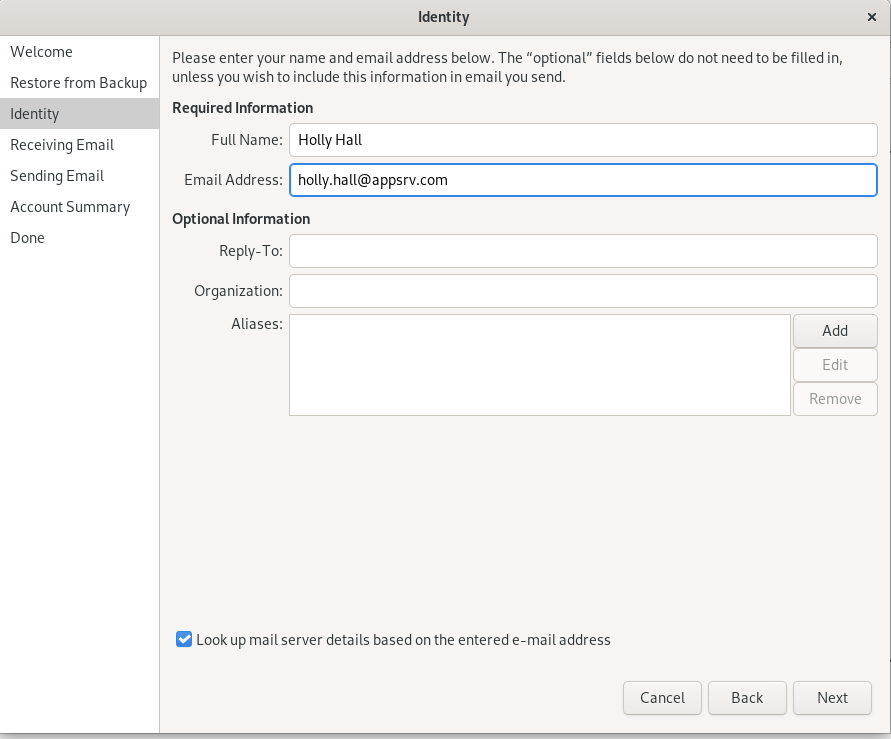 Identity
Welcome
Restore from Backup
Identity
Receiving Email
Sending Email
Account Summary
Done
Please enter your name and email address below. The “optional” fields below do not need to be filled in,
unless you wish to include this information in email you send.
Required Information
Full Name: Holly Hall
Email Address: holly.hall@appsrv.com
Optional Information
Reply-To:
Organization:
Aliases:
Add
Edit
Remove
Look up mail server details based on the entered e-mail address
Cancel Back Next